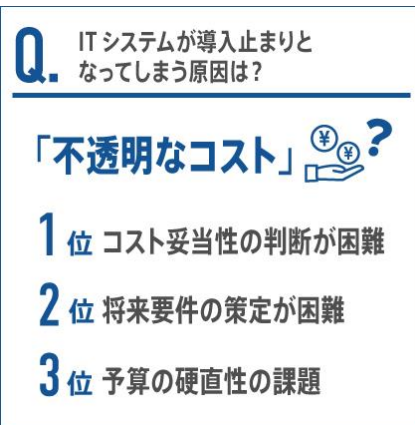 Q. ITシステムが導入止まりと
なってしまう原因は?
「不透明なコスト」¥¥?
1位 コスト妥当性の判断が困難
2位 将来要件の策定が困難
3位 予算の硬直性の課題